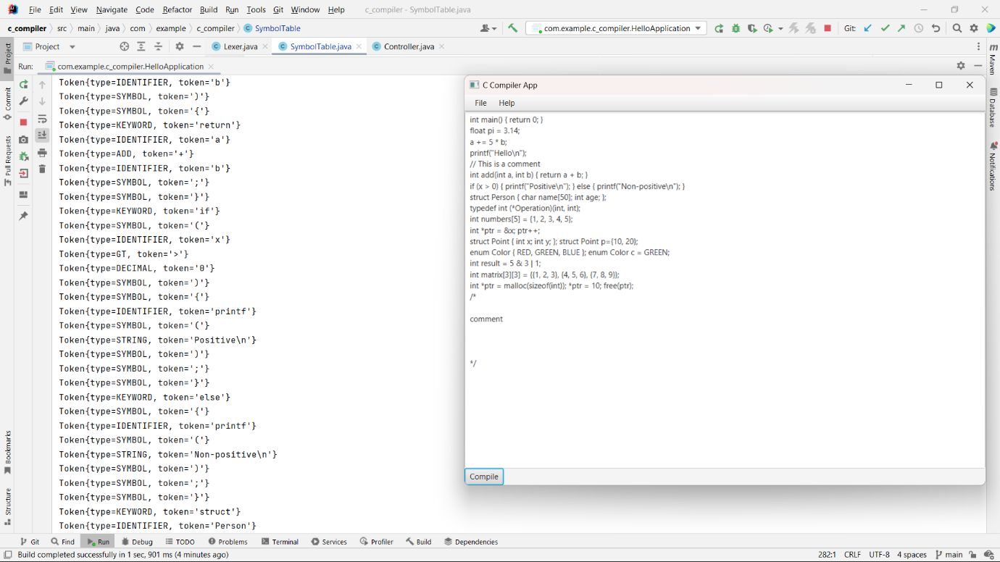 File Edit View Navigate Code Refactor Build Run Tools Git Window Help c_compiler - SymbolTable.java
c_compiler src main java com example c_compiler SymbolTable
com.example.c_compiler.HelloApplication
Git:
Project
Lexer.java
SymbolTable.java
Controller.java
Run: com.example.c_compiler.HelloApplication
Project
Commit
Pull Requests
Bookmarks
Structure
Token{type=IDENTIFIER, token='b'}
Token{type=SYMBOL, token=')'}
Token{type=SYMBOL, token='{'}
Token{type=KEYWORD, token='return'}
Token{type=IDENTIFIER, token='a'}
Token{type=ADD, token='+'}
Token{type=IDENTIFIER, token='b'}
Token{type=SYMBOL, token=';'}
Token{type=SYMBOL, token='}'}
Token{type=KEYWORD, token='if'}
Token{type=SYMBOL, token='('}
Token{type=IDENTIFIER, token='x'}
Token{type=GT, token='>'}
Token{type=DECIMAL, token='0'}
Token{type=SYMBOL, token=')'}
Token{type=SYMBOL, token='{'}
Token{type=IDENTIFIER, token='printf'}
Token{type=SYMBOL, token='('}
Token{type=STRING, token='Positive\n'}
Token{type=SYMBOL, token=')'}
Token{type=SYMBOL, token=';'}
Token{type=SYMBOL, token='}'}
Token{type=KEYWORD, token='else'}
Token{type=SYMBOL, token='{'}
Token{type=IDENTIFIER, token='printf'}
Token{type=SYMBOL, token='('}
Token{type=STRING, token='Non-positive\n'}
Token{type=SYMBOL, token=')'}
Token{type=SYMBOL, token=';'}
Token{type=SYMBOL, token='}'}
Token{type=KEYWORD, token='struct'}
Token{type=IDENTIFIER, token='Person'}
C Compiler App
File Help
int main() { return 0; }
float pi = 3.14;
a += 5 * b;
printf("Hello\n");
// This is a comment
int add(int a, int b) { return a + b; }
if (x > 0) { printf("Positive\n"); } else { printf("Non-positive\n"); }
struct Person { char name[50]; int age; };
typedef int (*Operation)(int, int);
int numbers[5] = {1, 2, 3, 4, 5};
int *ptr = &x; ptr++;
struct Point { int x; int y; }; struct Point p={10, 20};
enum Color { RED, GREEN, BLUE }; enum Color c = GREEN;
int result = 5 & 3 | 1;
int matrix[3][3] = {{1, 2, 3}, {4, 5, 6}, {7, 8, 9}};
int *ptr = malloc(sizeof(int)); *ptr = 10; free(ptr);
/*
comment
*/
Compile
m
Maven
Database
Notifications
Git Find Run Debug TODO Problems Terminal Services Profiler Build Dependencies
Build completed successfully in 1 sec, 901 ms (4 minutes ago)
282:1 CRLF UTF-8 4 spaces main